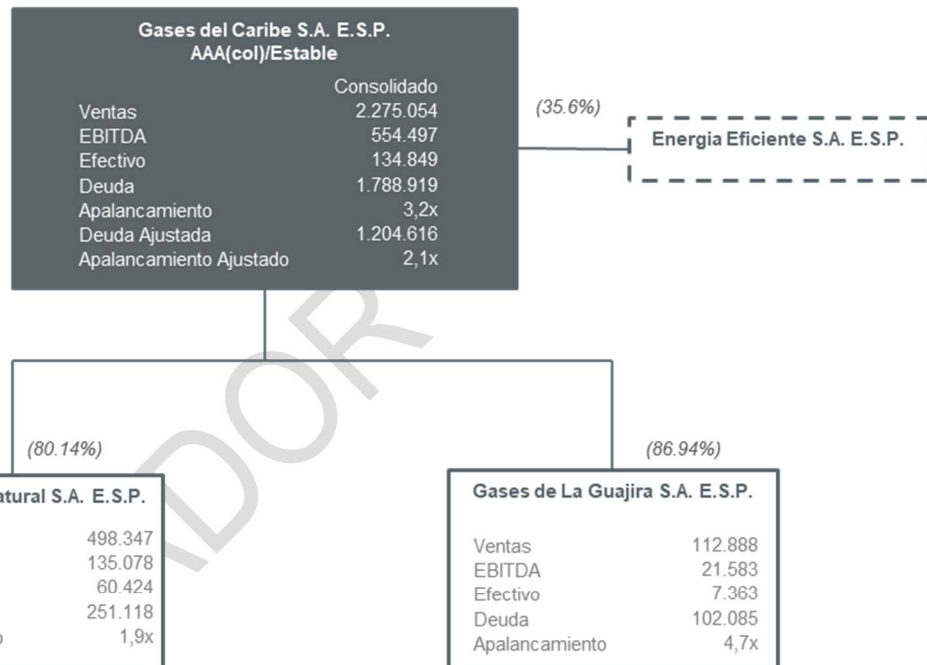 Gases del Caribe S.A. E.S.P.
AAA(col)/Estable
Consolidado
Ventas 2.275.054
EBITDA 554.497
Efectivo 134.849
Deuda 1.788.919
Apalancamiento 3,2x
Deuda Ajustada 1.204.616
Apalancamiento Ajustado 2,1x
(35.6%)
Energia Eficiente S.A. E.S.P.
(80.14%)
S.A. E.S.P.
498.347
135.078
60.424
251.118
1,9x
(86.94%)
Gases de La Guajira S.A. E.S.P.
Ventas 112.888
EBITDA 21.583
Efectivo 7.363
Deuda 102.085
Apalancamiento 4,7x
ADOR